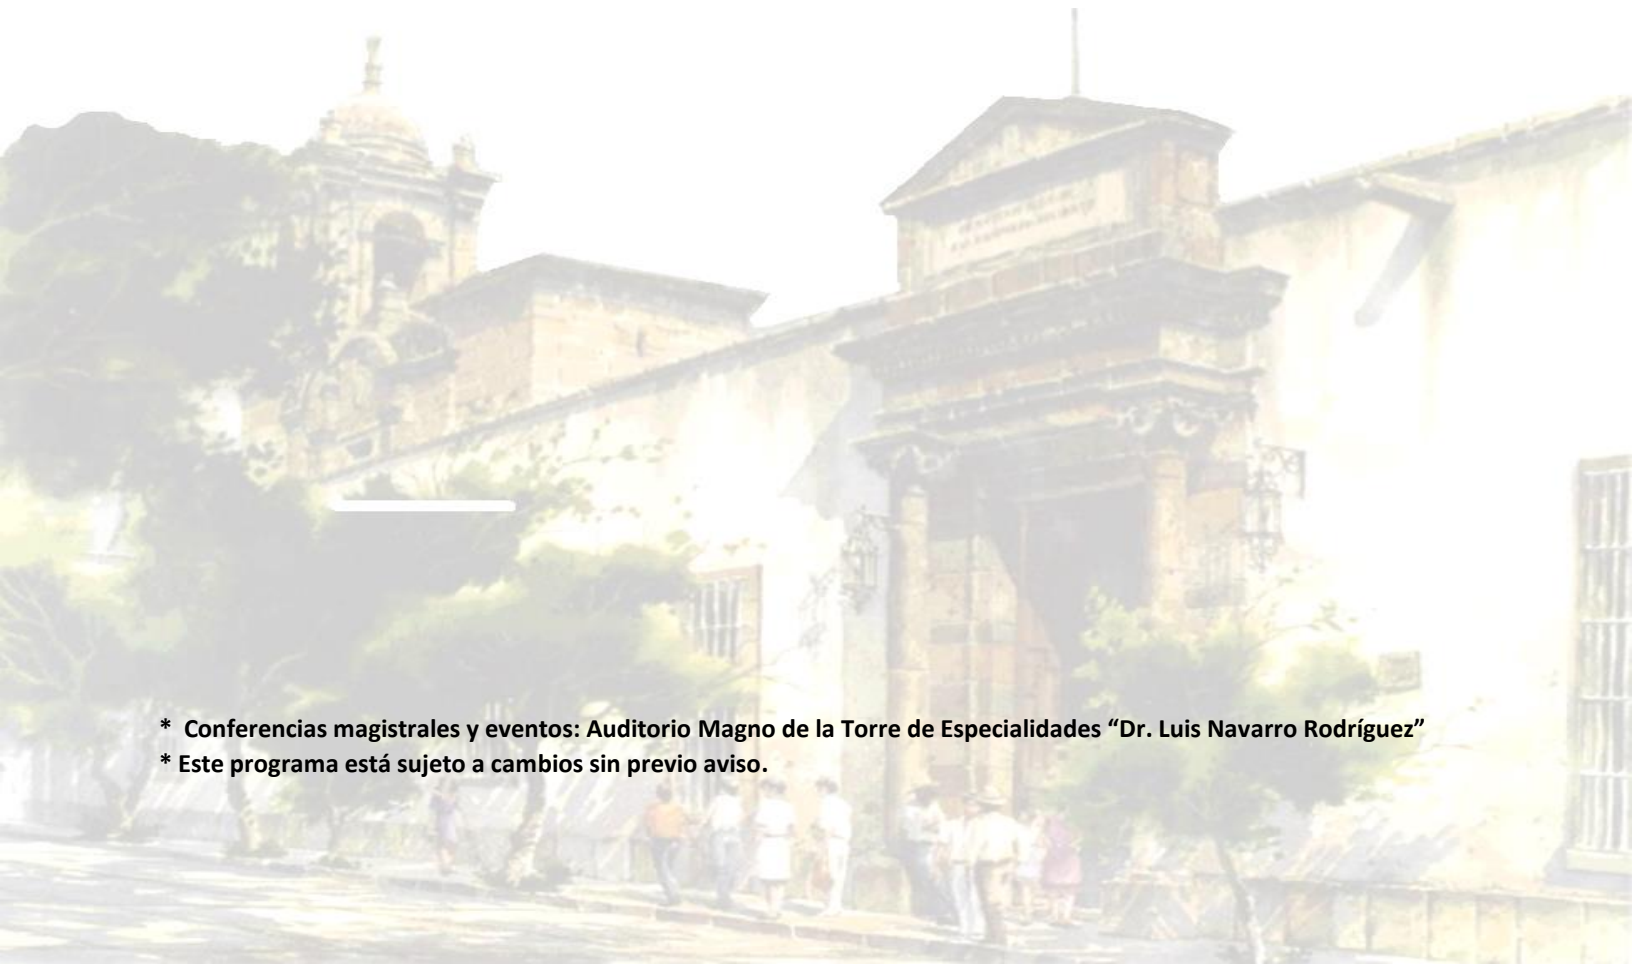 * Conferencias magistrales y eventos: Auditorio Magno de la Torre de Especialidades “Dr. Luis Navarro Rodríguez”
* Este programa está sujeto a cambios sin previo aviso.